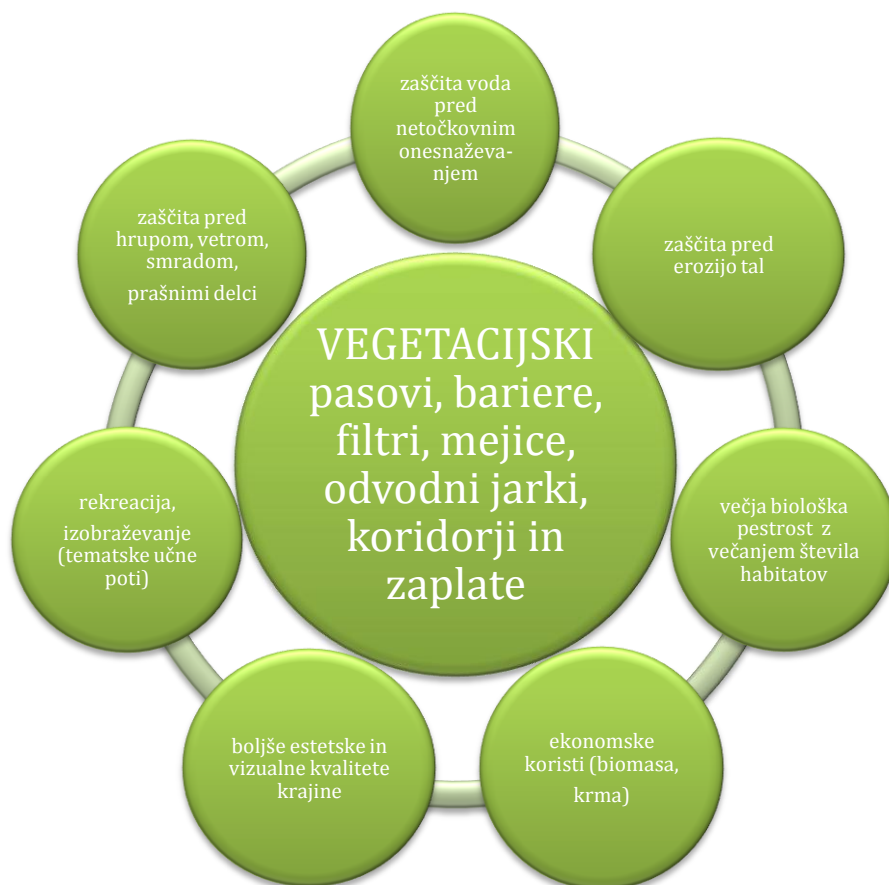 zaščita voda
pred
netočkovnim
onesnaževa-
njem
zaščita pred
erozijo tal
večja biološka
pestrost z
večanjem števila
habitatov
ekonomske
koristi (biomasa,
krma)
boljše estetske in
vizualne kvalitete
krajine
rekreacija,
izobraževanje
(tematske učne
poti)
zaščita pred
hrupom, vetrom,
smradom,
prašnimi delci
VEGETACIJSKI
pasovi, bariere,
filtri, mejice,
odvodni jarki,
koridorji in
zaplate